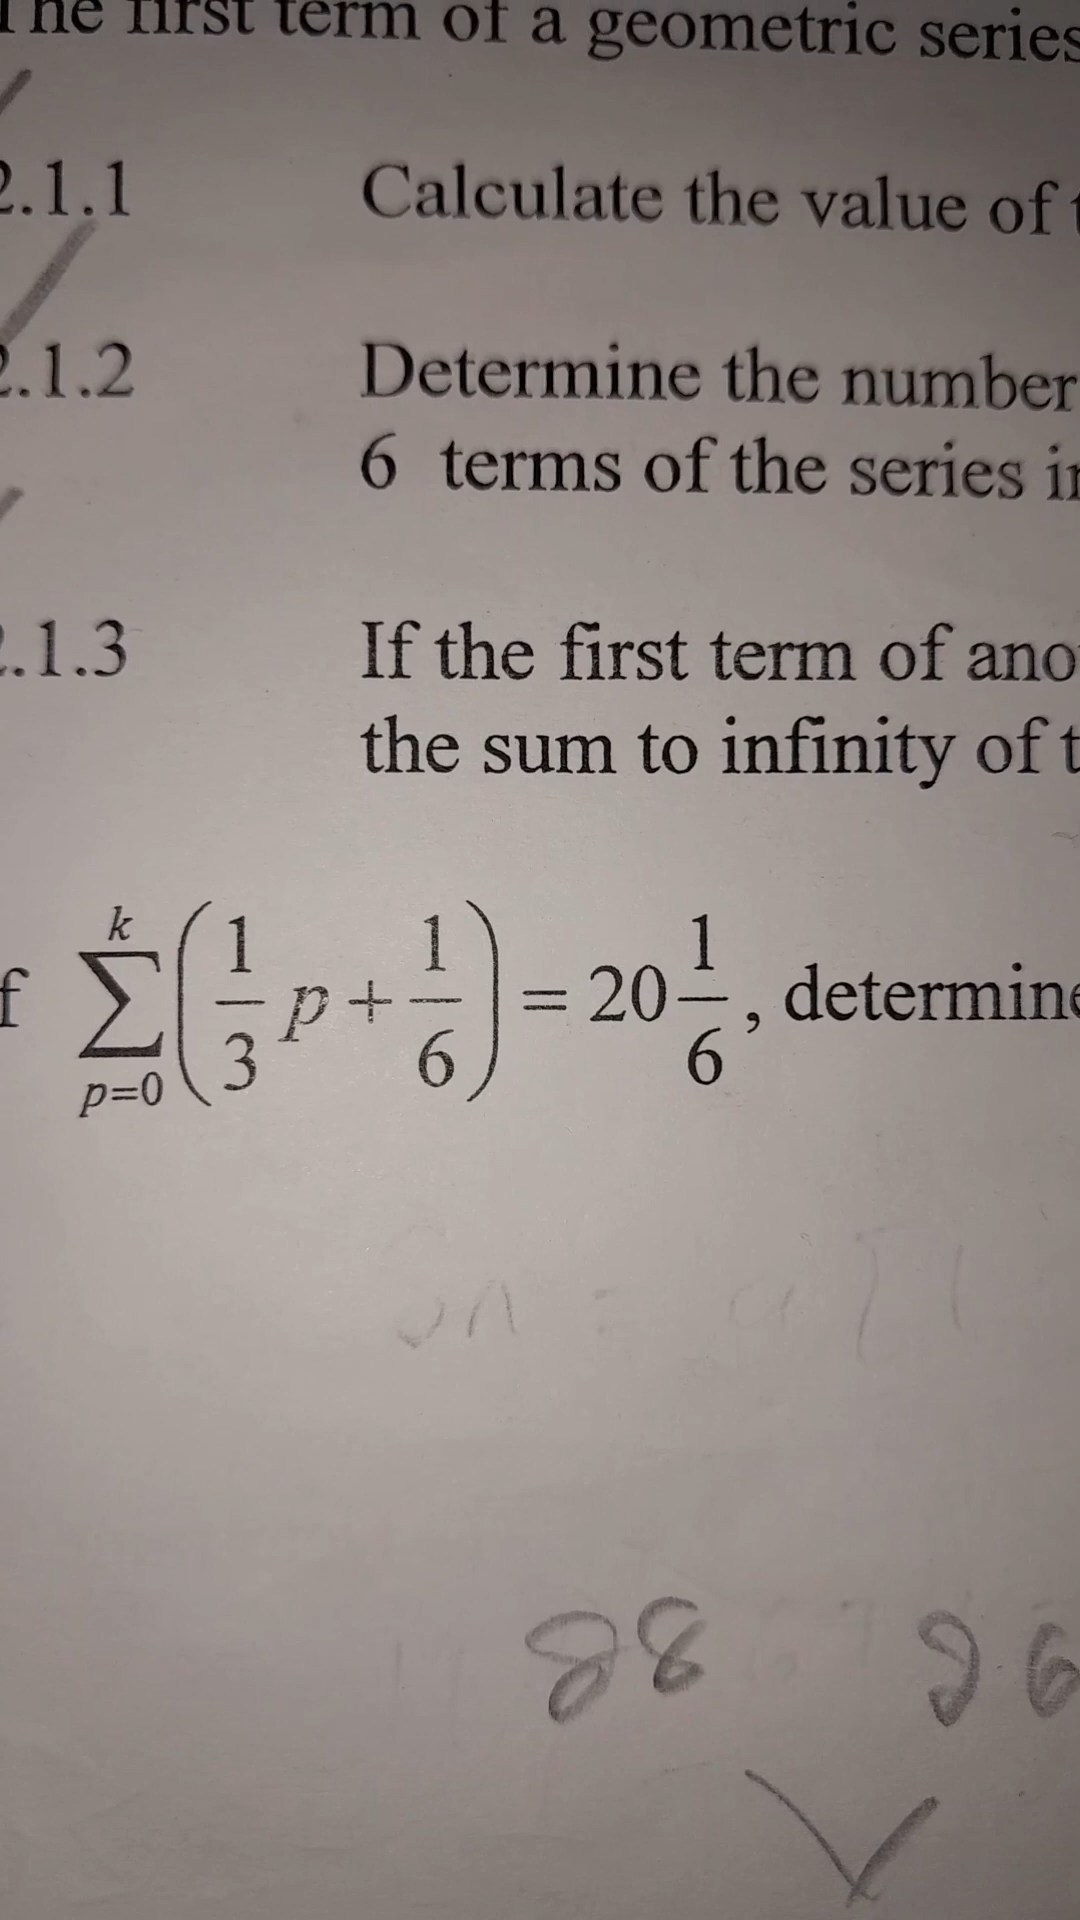 The first term of a geometric series
2.1.1 Calculate the value of
2.1.2 Determine the number
6 terms of the series in
2.1.3 If the first term of ano
the sum to infinity of t
f \sum_{p=0}^{k} \left( \frac{1}{3} p + \frac{1}{6} \right) = 20\frac{1}{6}, determine
28 26